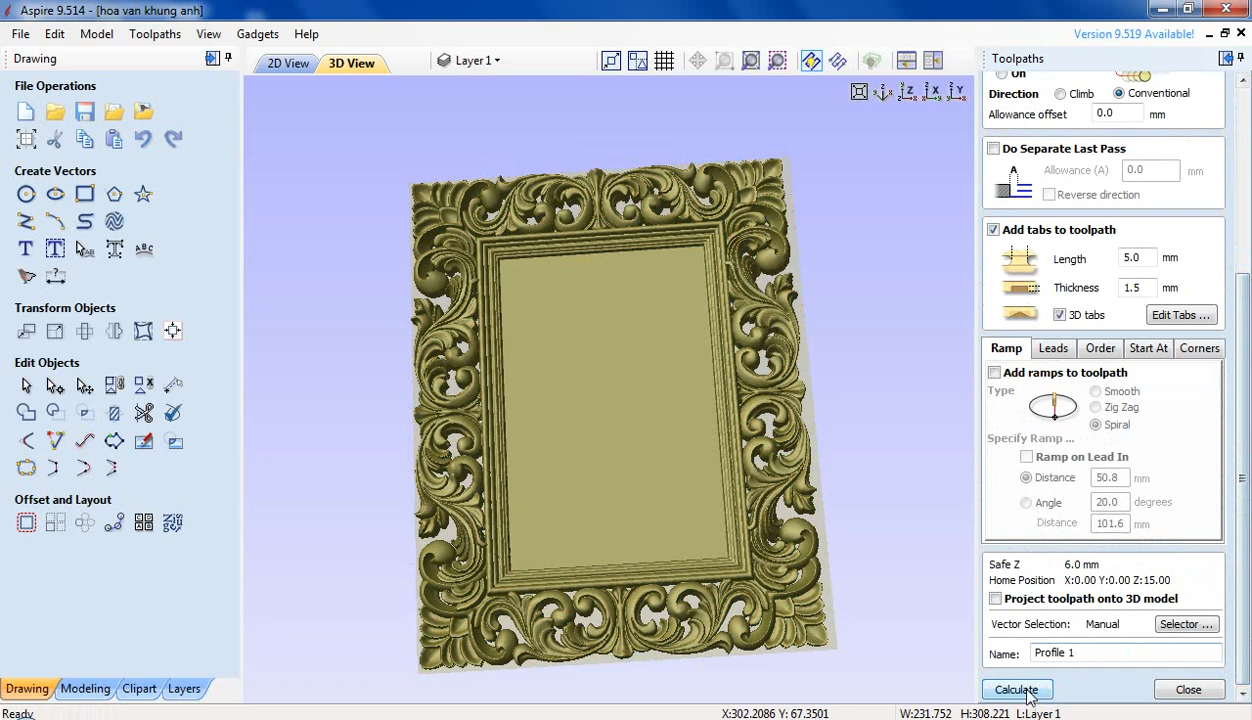 Aspire 9.514 - [hoa van khung anh]
File Edit Model Toolpaths View Gadgets Help
Version 9.519 Available!
Drawing
2D View
3D View
Layer 1
Toolpaths
File Operations
Create Vectors
Transform Objects
Edit Objects
Offset and Layout
On
Direction Climb Conventional
Allowance offset 0.0 mm
Do Separate Last Pass
A Allowance (A) 0.0 mm
Reverse direction
Add tabs to toolpath
Length 5.0 mm
Thickness 1.5 mm
3D tabs Edit Tabs ...
Ramp Leads Order Start At Corners
Add ramps to toolpath
Type Smooth
Zig Zag
Spiral
Specify Ramp ...
Ramp on Lead In
Distance 50.8 mm
Angle 20.0 degrees
Distance 101.6 mm
Safe Z 6.0 mm
Home Position X:0.00 Y:0.00 Z:15.00
Project toolpath onto 3D model
Vector Selection: Manual Selector ...
Name: Profile 1
Calculate Close
Drawing Modeling Clipart Layers
Ready X:302.2086 Y: 67.3501 W:231.752 H:308.221 L:Layer 1